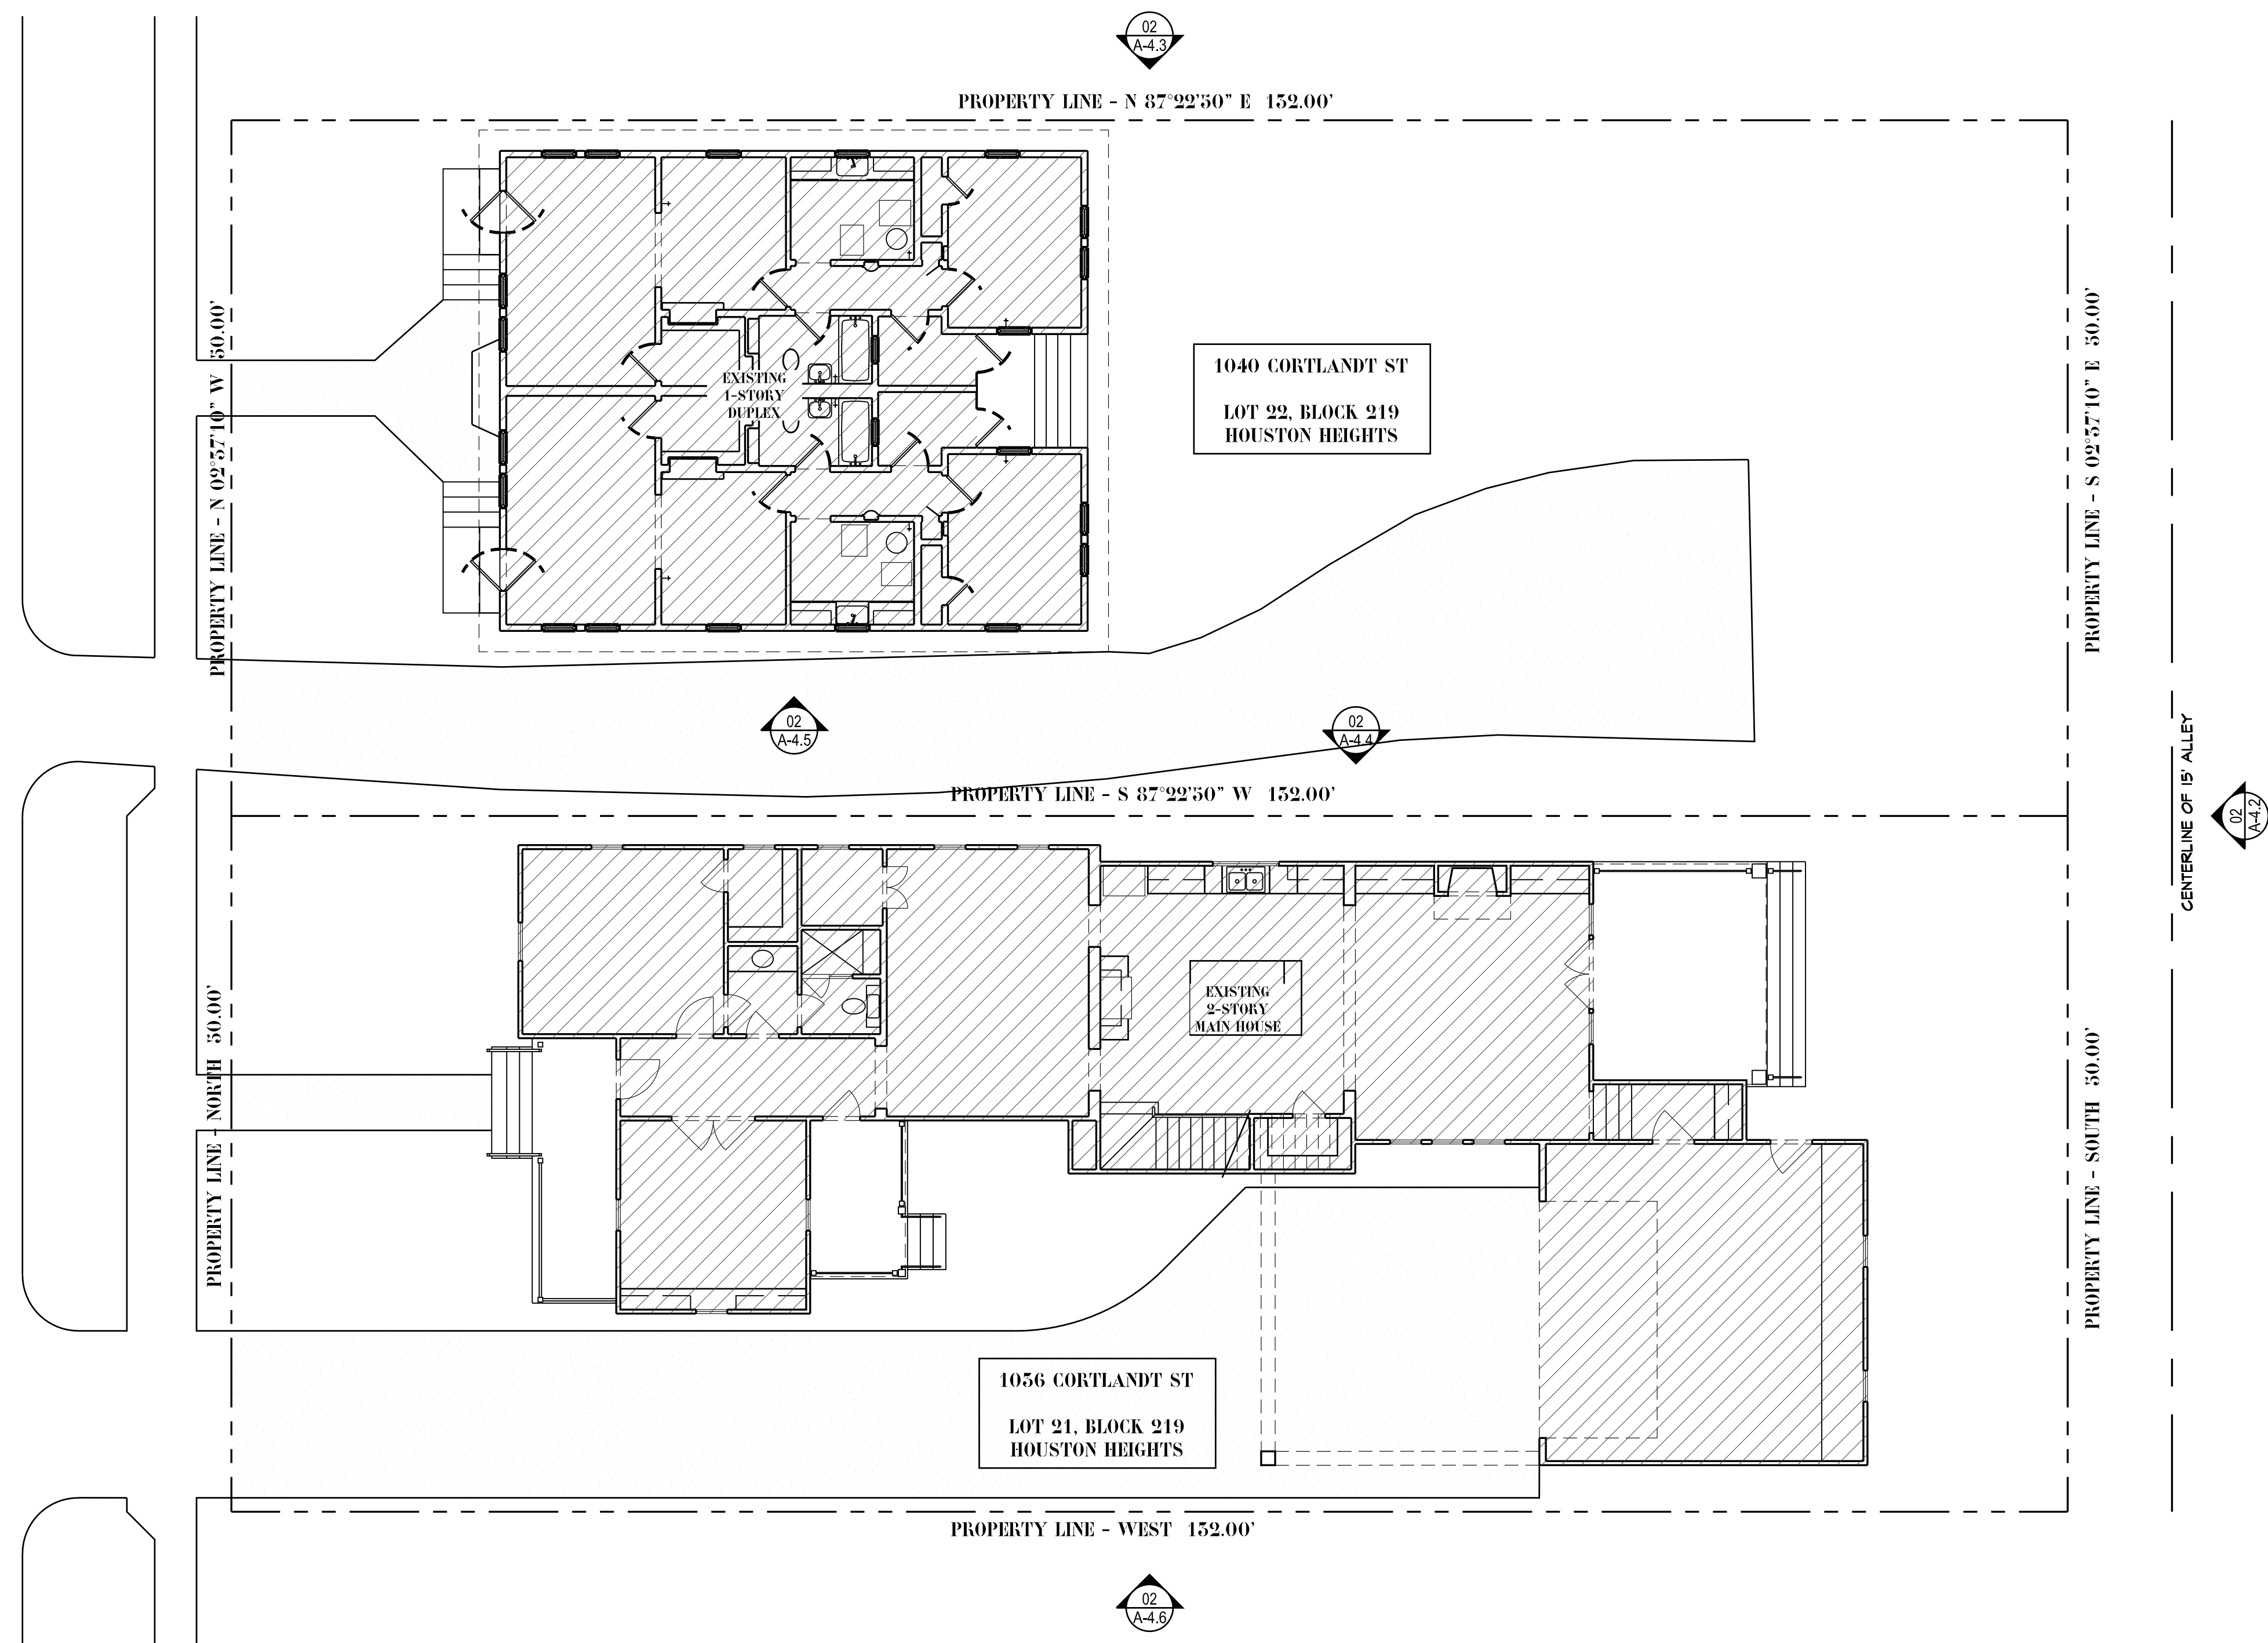 02
A-4.3
PROPERTY LINE - N 87°22'50" E 132.00'
PROPERTY LINE - N 02°37'10" W 50.00'
EXISTING
1-STORY
DUPLEX
1040 CORTLANDT ST
LOT 22, BLOCK 219
HOUSTON HEIGHTS
PROPERTY LINE - S 02°37'10" E 50.00'
02
A-4.5
02
A-4.4
PROPERTY LINE - S 87°22'50" W 132.00'
CENTERLINE OF 15' ALLEY
02
A-4.2
PROPERTY LINE - NORTH 50.00'
EXISTING
2-STORY
MAIN HOUSE
PROPERTY LINE - SOUTH 50.00'
1036 CORTLANDT ST
LOT 21, BLOCK 219
HOUSTON HEIGHTS
PROPERTY LINE - WEST 132.00'
02
A-4.6